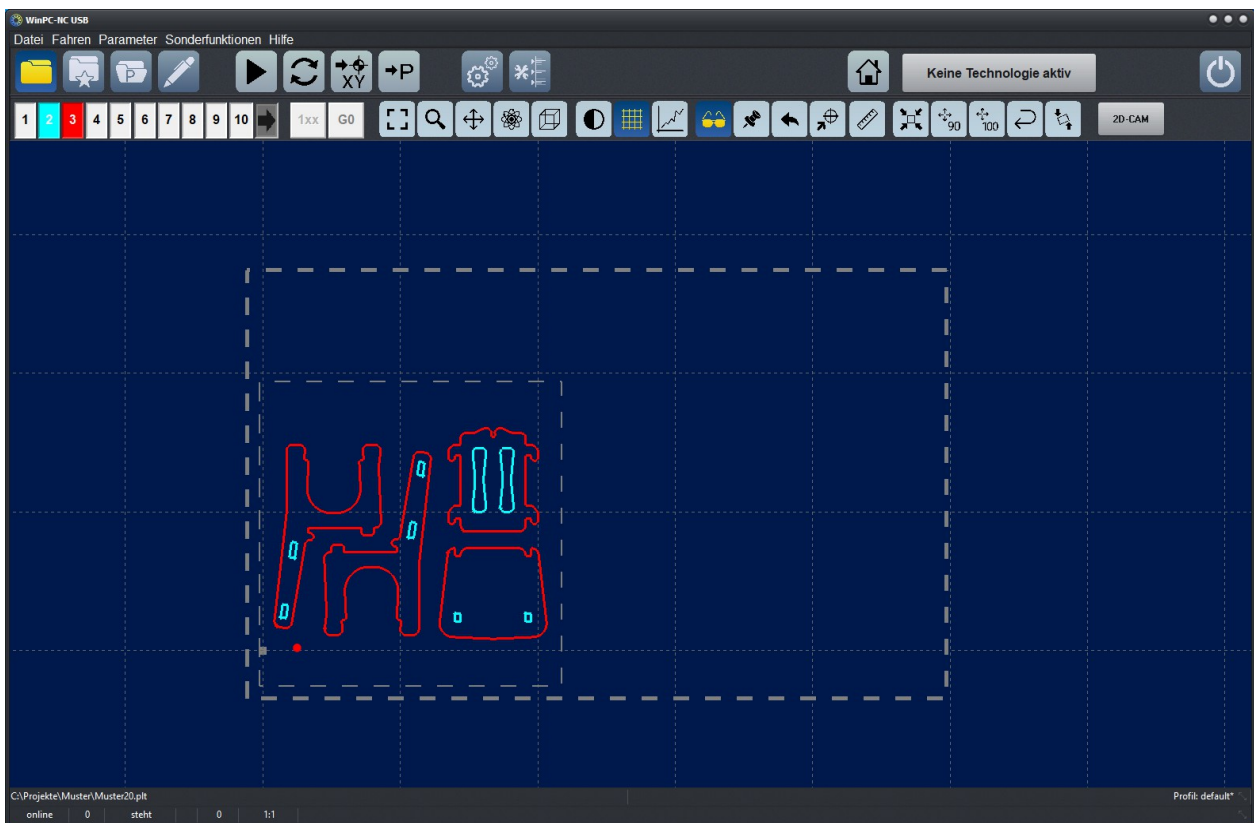 WinPC-NC USB
Datei Fahren Parameter Sonderfunktionen Hilfe
P XY P Keine Technologie aktiv
1 2 3 4 5 6 7 8 9 10 1xx G0 90 100 2D-CAM
C:\Projekte\Muster\Muster20.plt Profil: default*
online 0 steht 0 1:1